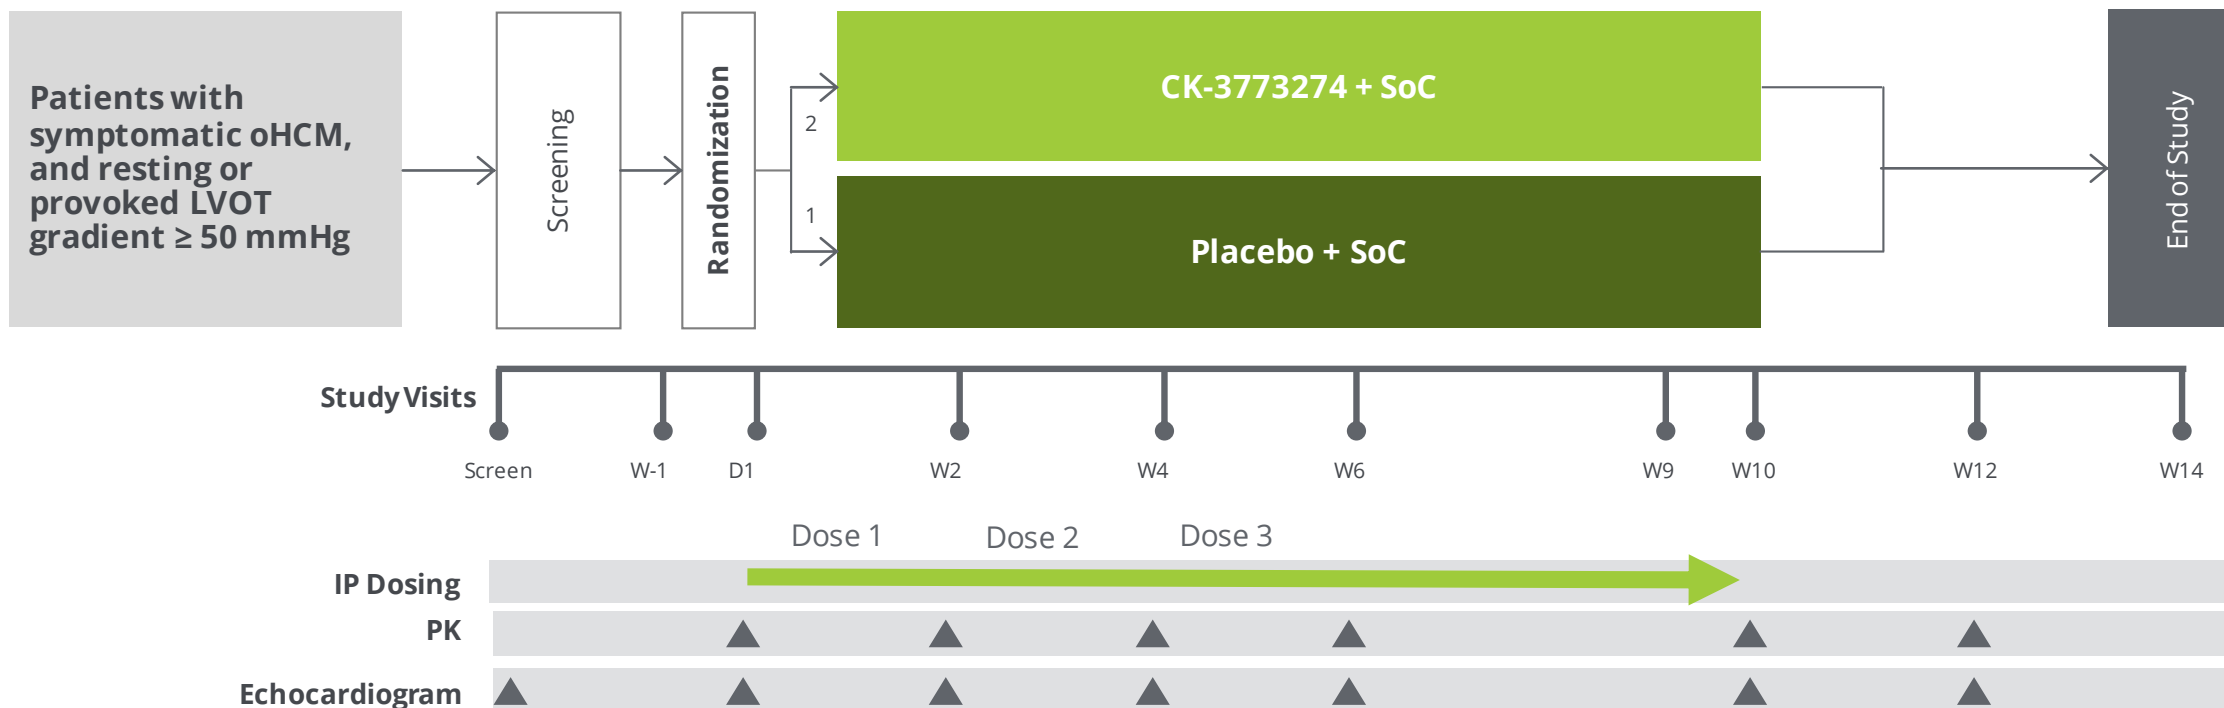 Patients with
symptomatic oHCM,
and resting or
provoked LVOT
gradient ≥ 50 mmHg
Screening
Randomization
2
1
CK-3773274 + SoC
Placebo + SoC
End of Study
Study Visits
Screen W-1 D1 W2 W4 W6 W9 W10 W12 W14
Dose 1 Dose 2 Dose 3
IP Dosing
PK
Echocardiogram